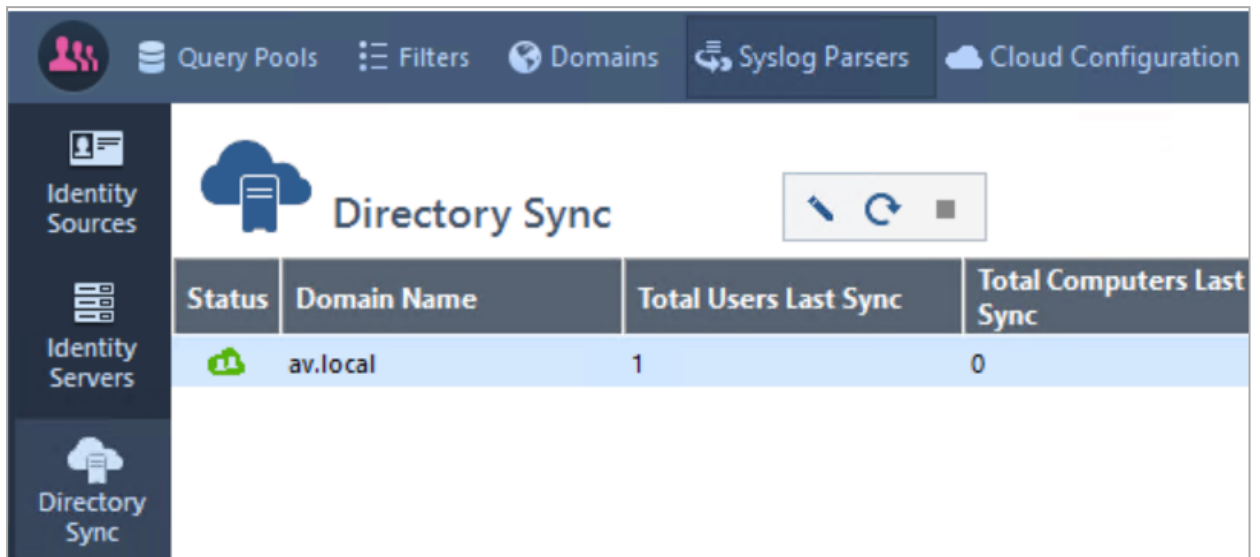 Query Pools Filters Domains Syslog Parsers Cloud Configuration
Identity
Sources
Directory Sync
Status Domain Name Total Users Last Sync Total Computers Last
Sync
Identity
Servers
av.local 1 0
Directory
Sync